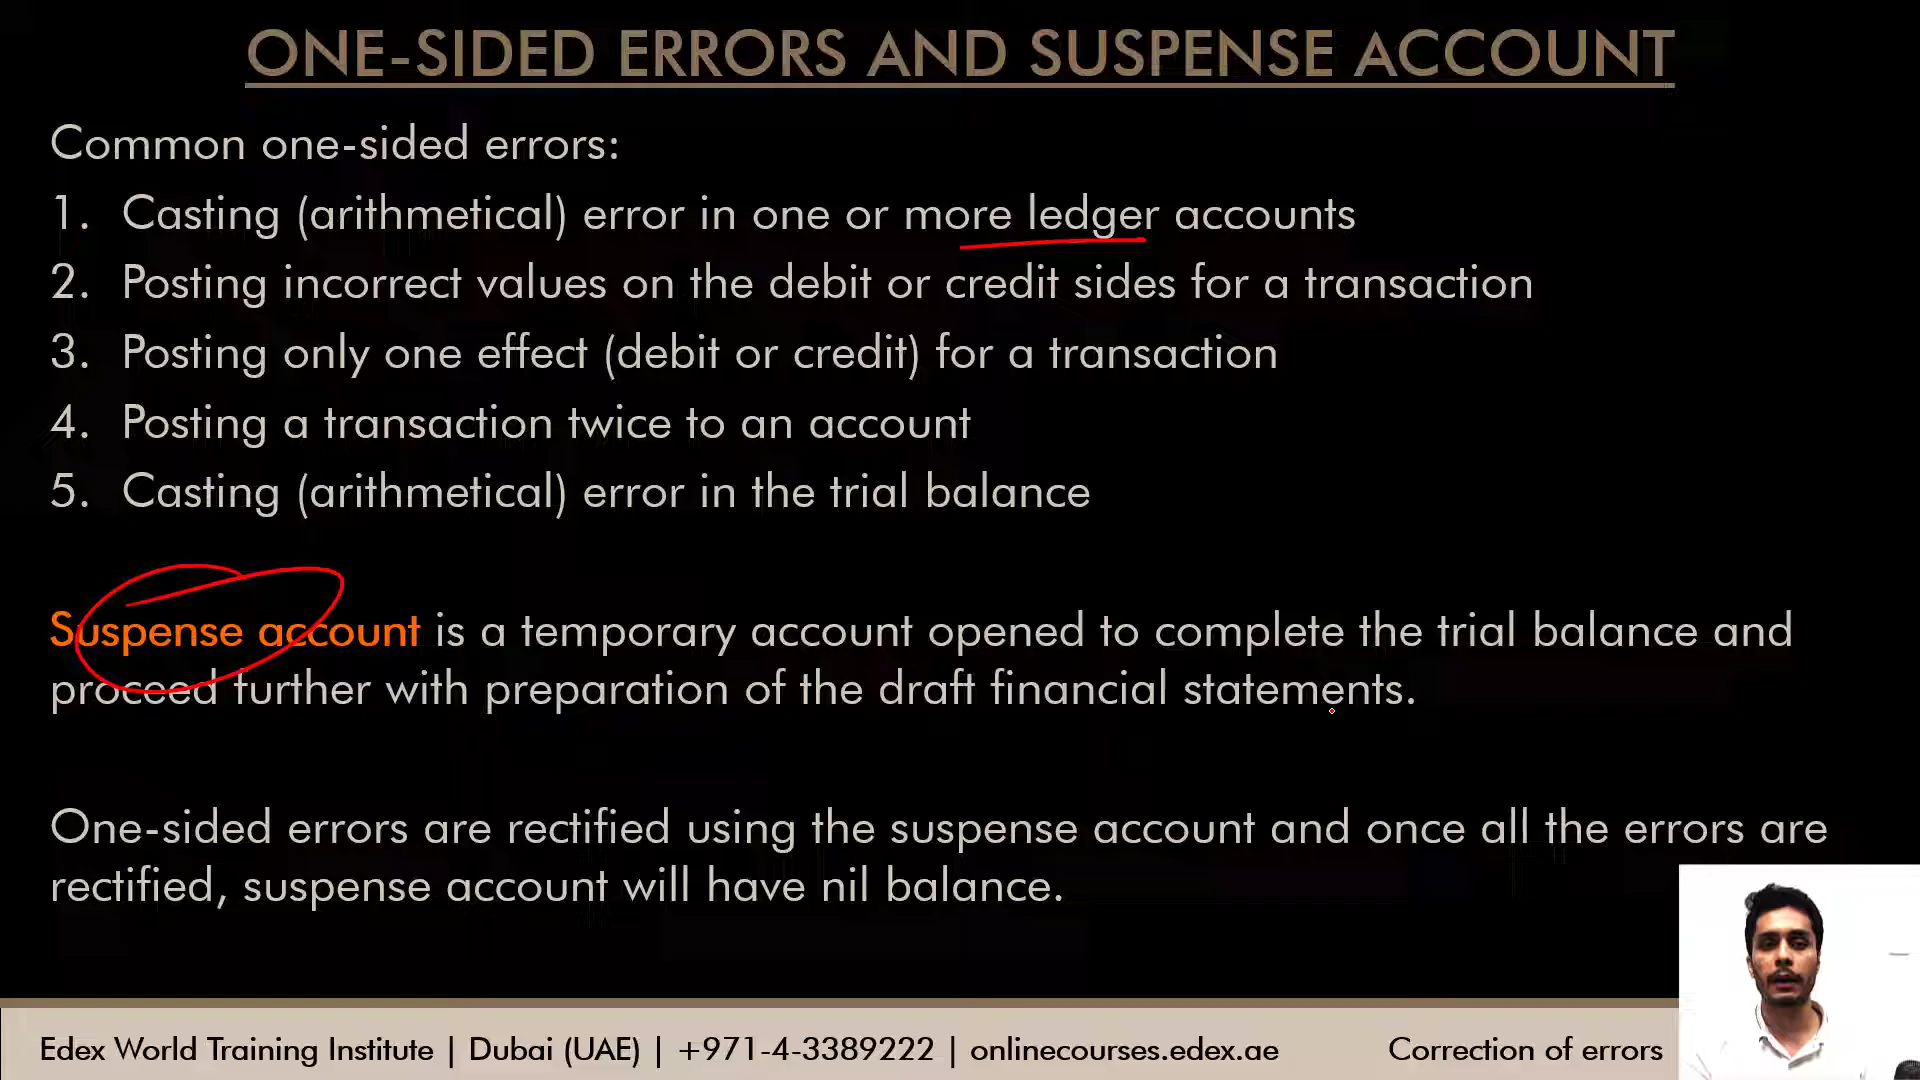 ONE-SIDED ERRORS AND SUSPENSE ACCOUNT
Common one-sided errors:
1. Casting (arithmetical) error in one or more ledger accounts
2. Posting incorrect values on the debit or credit sides for a transaction
3. Posting only one effect (debit or credit) for a transaction
4. Posting a transaction twice to an account
5. Casting (arithmetical) error in the trial balance
Suspense account is a temporary account opened to complete the trial balance and
proceed further with preparation of the draft financial statements.
One-sided errors are rectified using the suspense account and once all the errors are
rectified, suspense account will have nil balance.
Edex World Training Institute | Dubai (UAE) | +971-4-3389222 | onlinecourses.edex.ae Correction of errors